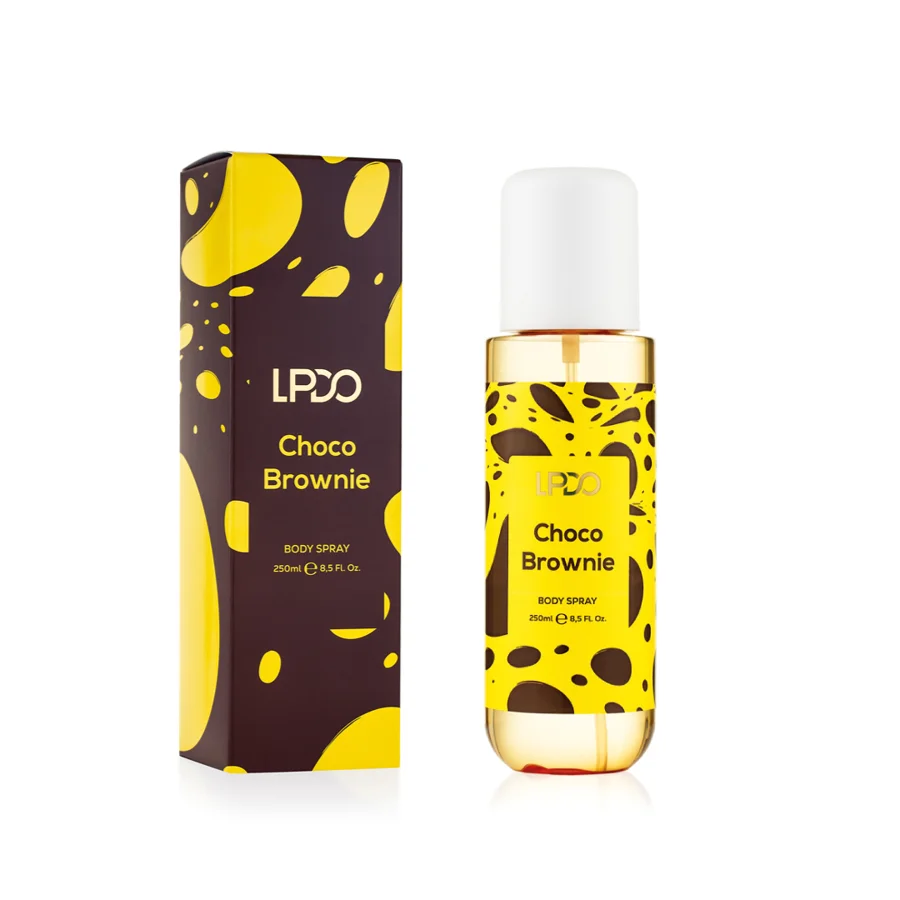 LPDO
Choco
Brownie
BODY SPRAY
250ml ℮ 8,5 Fl. Oz.
LPDO
Choco
Brownie
BODY SPRAY
250ml ℮ 8,5 Fl. Oz.